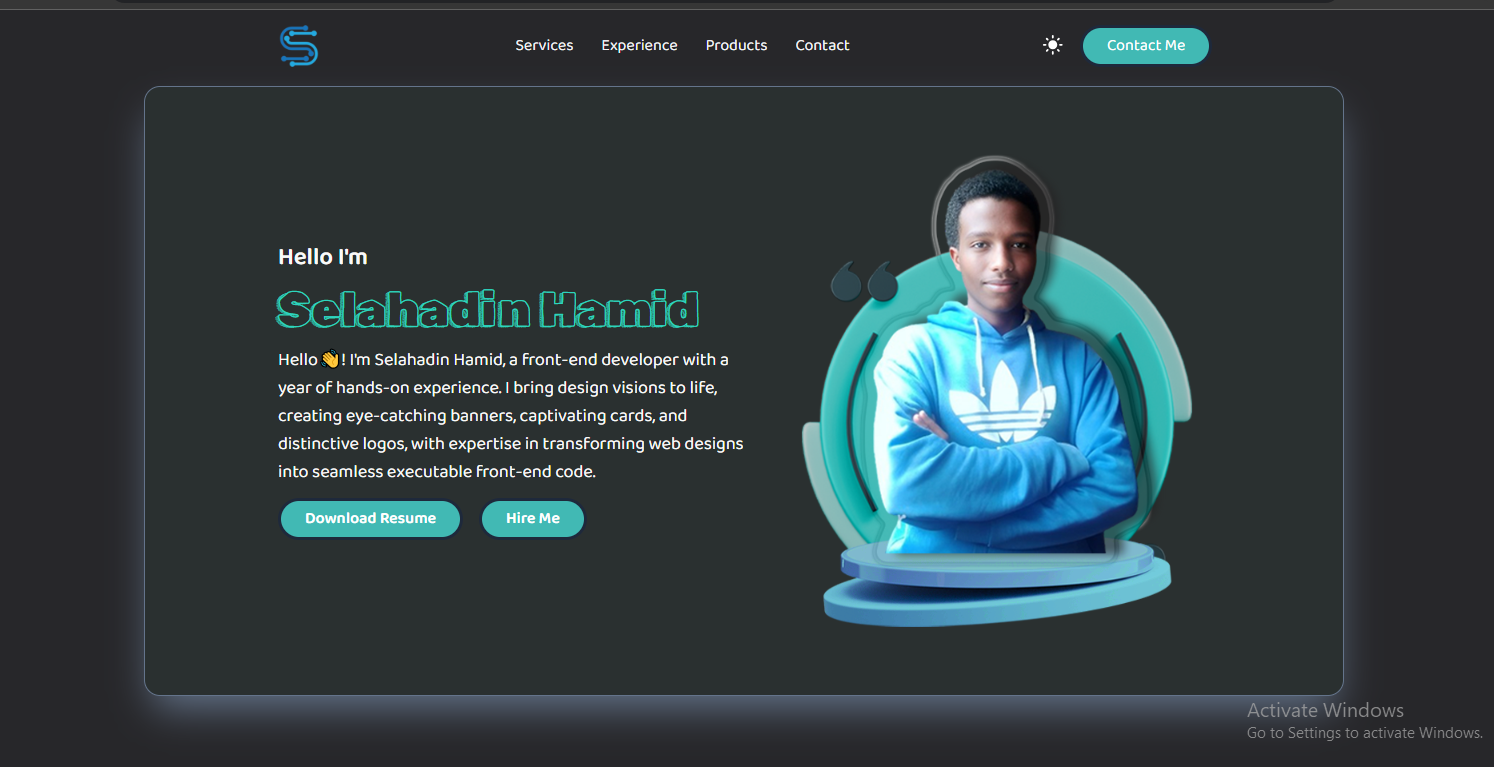 Services Experience Products Contact Contact Me
Hello I'm
Selahadin Hamid
Hello 👋! I'm Selahadin Hamid, a front-end developer with a
year of hands-on experience. I bring design visions to life,
creating eye-catching banners, captivating cards, and
distinctive logos, with expertise in transforming web designs
into seamless executable front-end code.
Download Resume Hire Me
Activate Windows
Go to Settings to activate Windows.